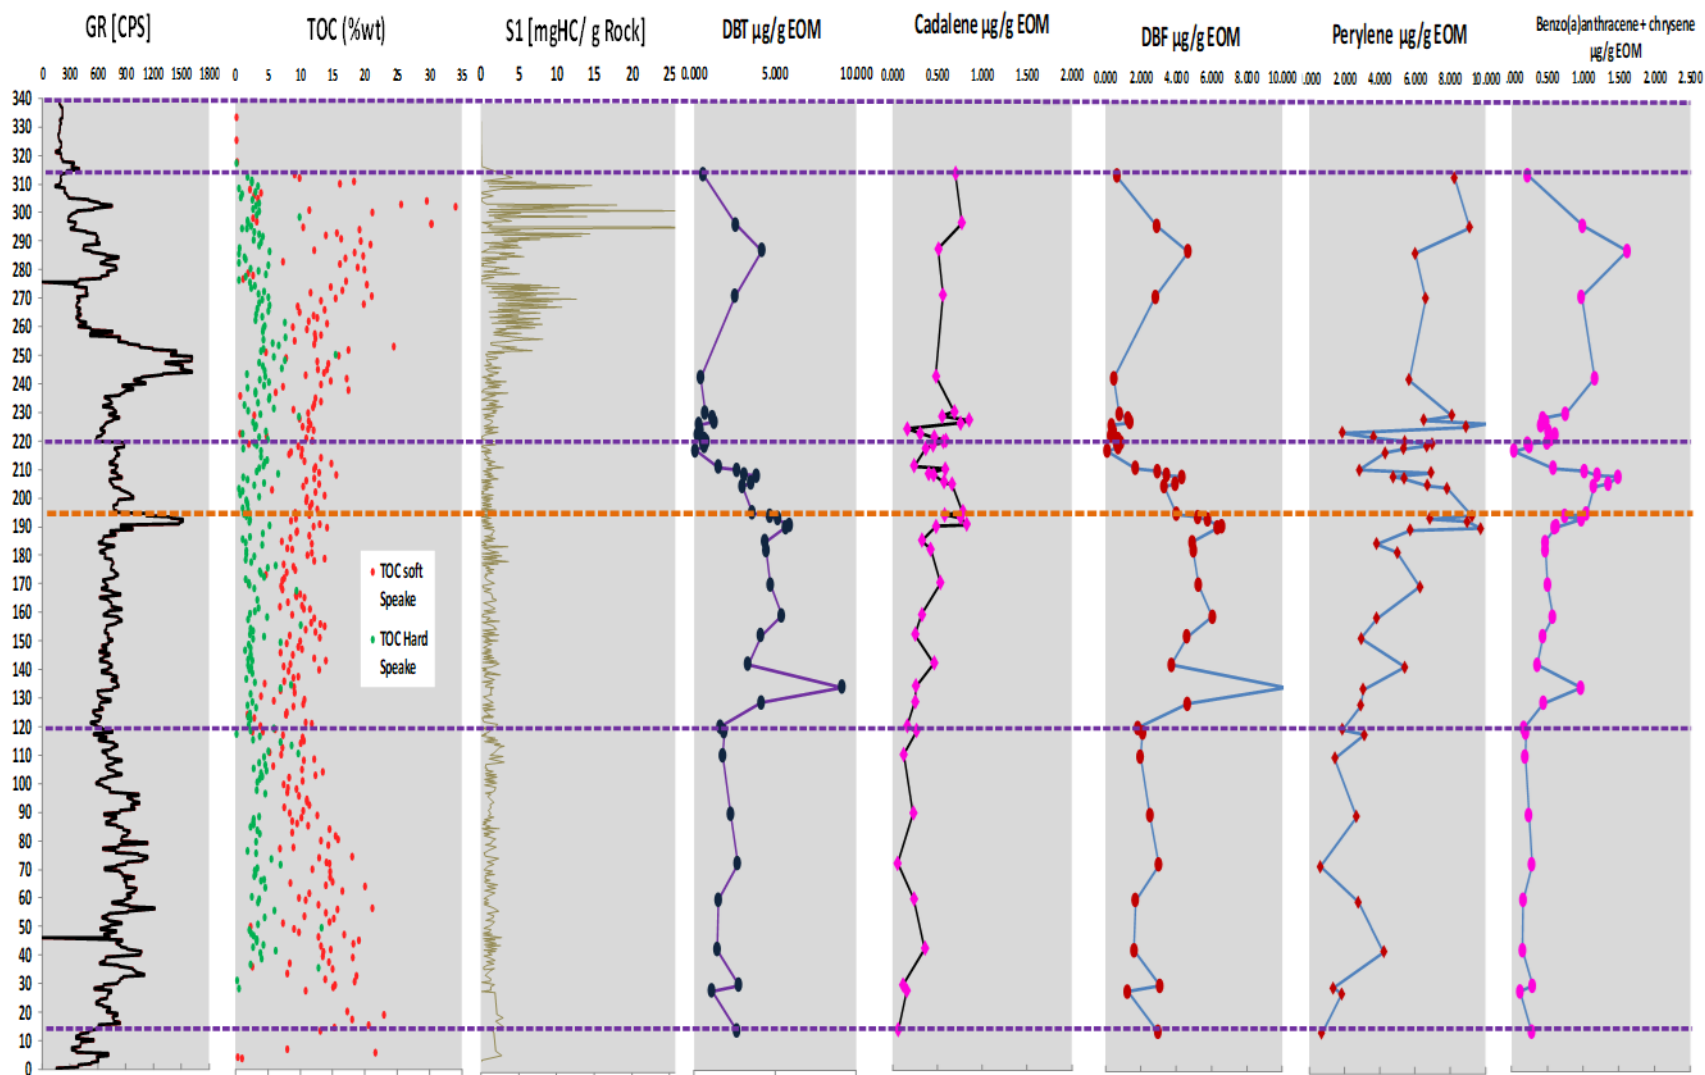 GR [CPS]
TOC (%wt)
S1 [mgHC/ g Rock]
DBT µg/g EOM
Cadalene µg/g EOM
DBF µg/g EOM
Perylene µg/g EOM
Benzo(a)anthracene+ chrysene
µg/g EOM
0 300 600 900 1200 1500 1800
0 5 10 15 20 25 30 35
0 5 10 15 20 25
0.000 5.000 10.000
0.000 0.500 1.000 1.500 2.000
0.000 2.000 4.000 6.000 8.000 10.000
0.000 2.000 4.000 6.000 8.000 10.000
.000 0.500 1.000 1.500 2.000 2.500
340
330
320
310
300
290
280
270
260
250
240
230
220
210
200
190
180
170
160
150
140
130
120
110
100
90
80
70
60
50
40
30
20
10
0
TOC soft
Speake
TOC Hard
Speake